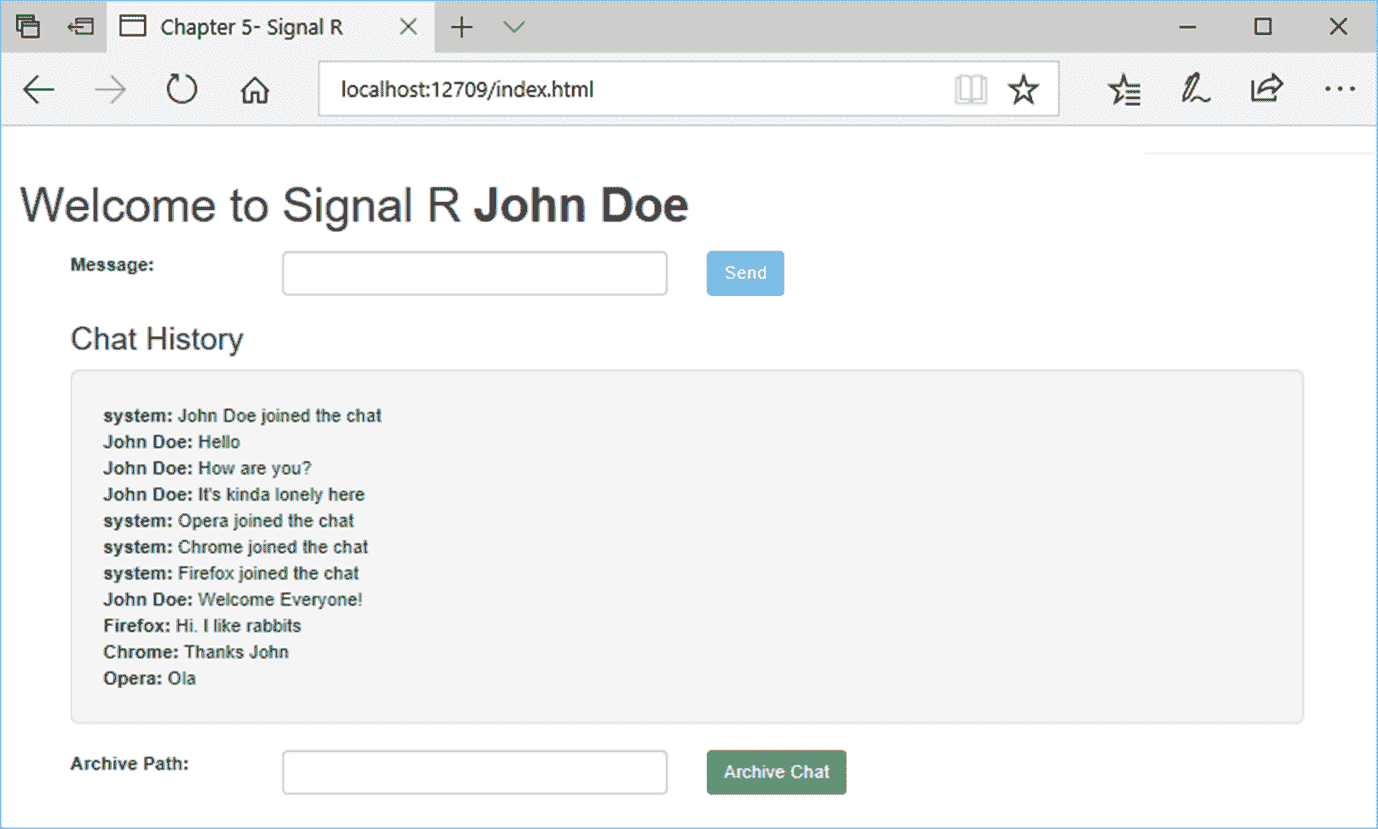 Chapter 5- Signal R
localhost:12709/index.html
Welcome to Signal R John Doe
Message:
Send
Chat History
system: John Doe joined the chat
John Doe: Hello
John Doe: How are you?
John Doe: It's kinda lonely here
system: Opera joined the chat
system: Chrome joined the chat
system: Firefox joined the chat
John Doe: Welcome Everyone!
Firefox: Hi. I like rabbits
Chrome: Thanks John
Opera: Ola
Archive Path:
Archive Chat